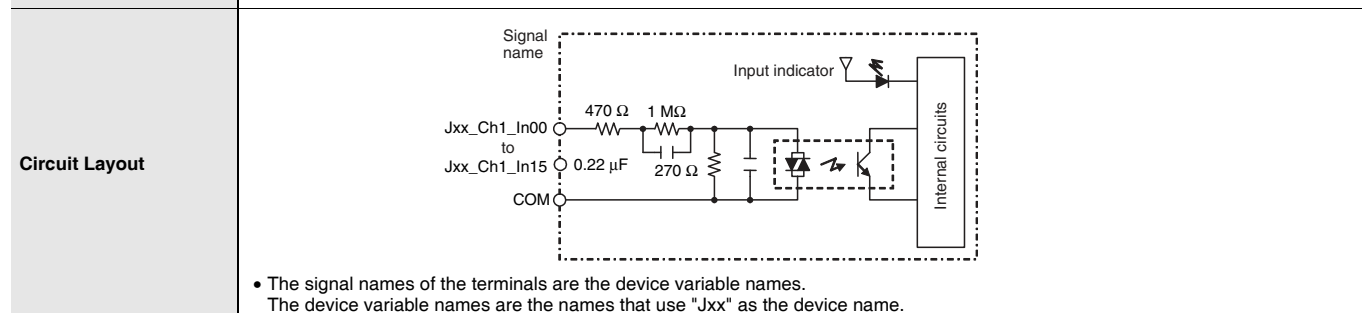 Circuit Layout
Signal
name
Input indicator
470 Ω 1 MΩ
Jxx_Ch1_In00
to
Jxx_Ch1_In15 0.22 µF 270 Ω
COM
Internal circuits
• The signal names of the terminals are the device variable names.
The device variable names are the names that use "Jxx" as the device name.